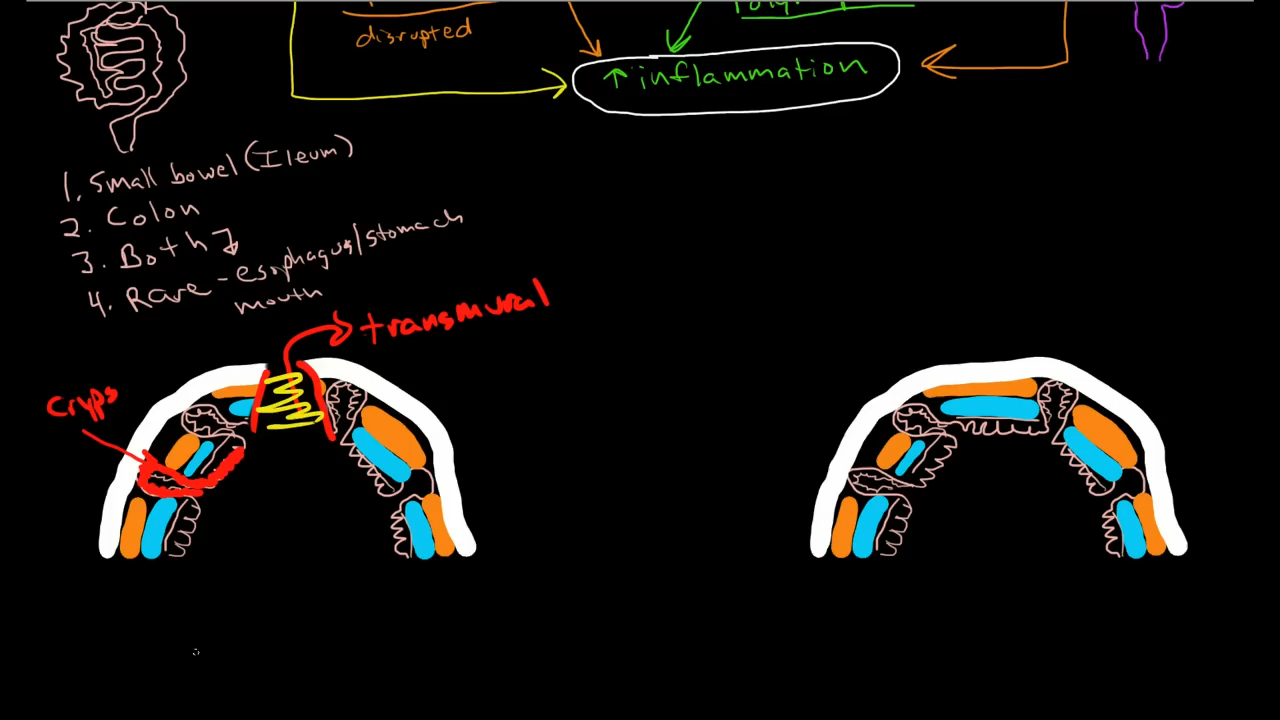 disrupted
↑ inflammation
1. Small bowel (Ileum)
2. Colon
3. Both
4. Rare - esophagus/stomach
mouth
transmural
Cryps